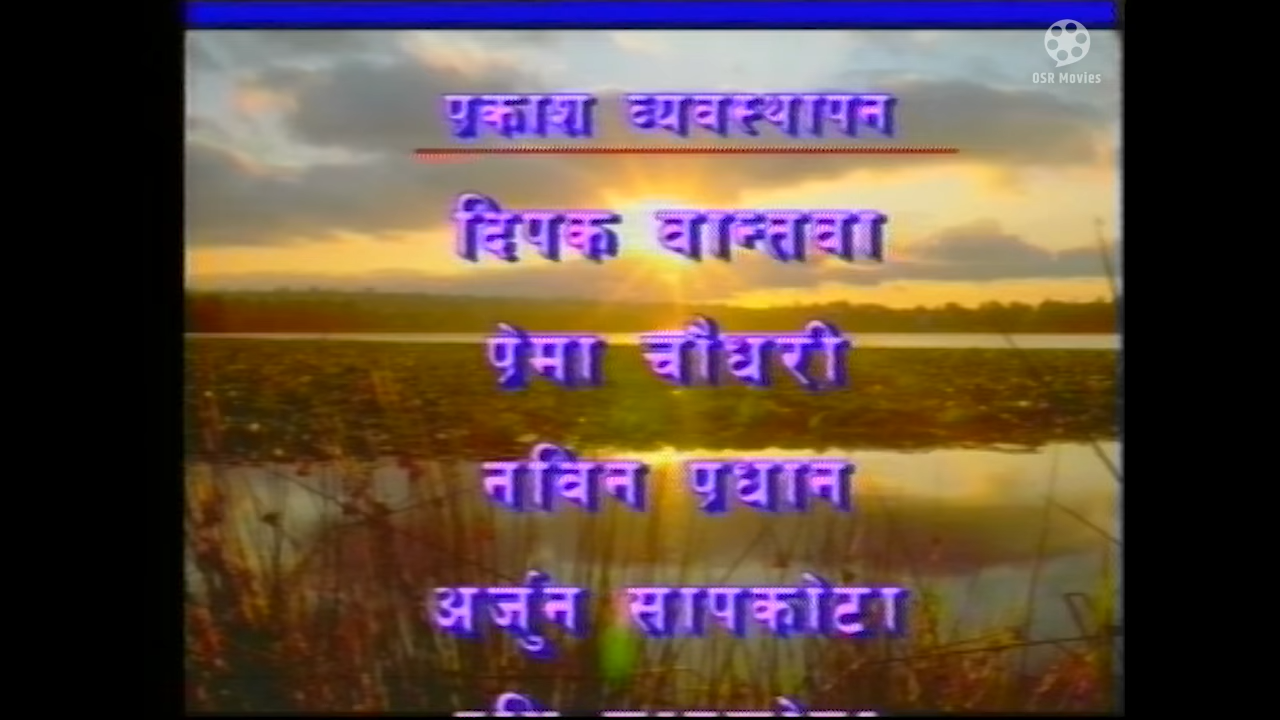 OSR Movies
प्रकाश व्यवस्थापन
दिपक वान्तवा
प्रेमा चौधरी
नविन प्रधान
अर्जुन सापकोटा